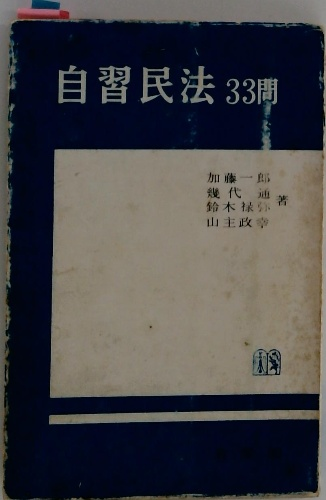 自習民法 33問
加藤一郎
幾代 通
鈴木禄弥
山主政幸
著